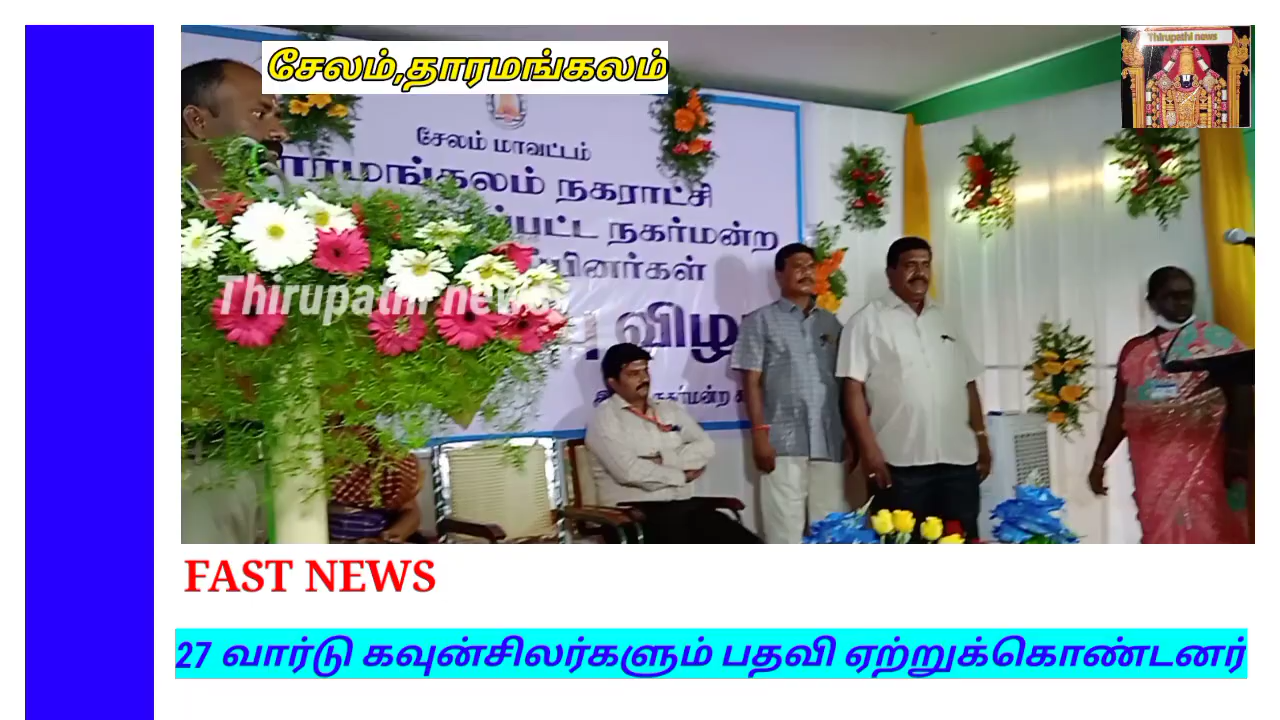 சேலம்,தாரமங்கலம்
Thirupathi news
சேலம் மாவட்டம்
நகராட்சி
நகர்மன்ற
Thirupathi news
FAST NEWS
27 வார்டு கவுன்சிலர்களும் பதவி ஏற்றுக்கொண்டனர்